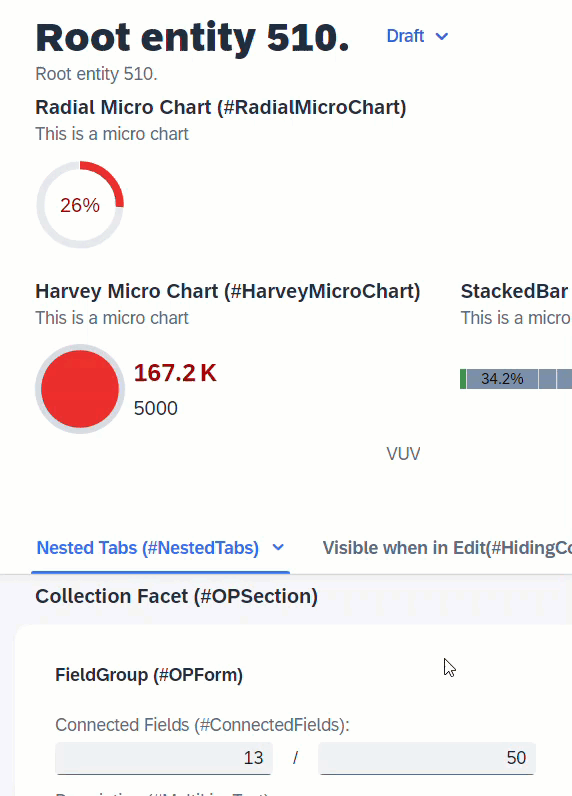 Root entity 510.
Draft
Root entity 510.
Radial Micro Chart (#RadialMicroChart)
This is a micro chart
26%
Harvey Micro Chart (#HarveyMicroChart)
This is a micro chart
167.2 K
5000
VUV
StackedBar
This is a micro
34.2%
Nested Tabs (#NestedTabs)
Visible when in Edit(#HidingCo
Collection Facet (#OPSection)
FieldGroup (#OPForm)
Connected Fields (#ConnectedFields):
13 / 50